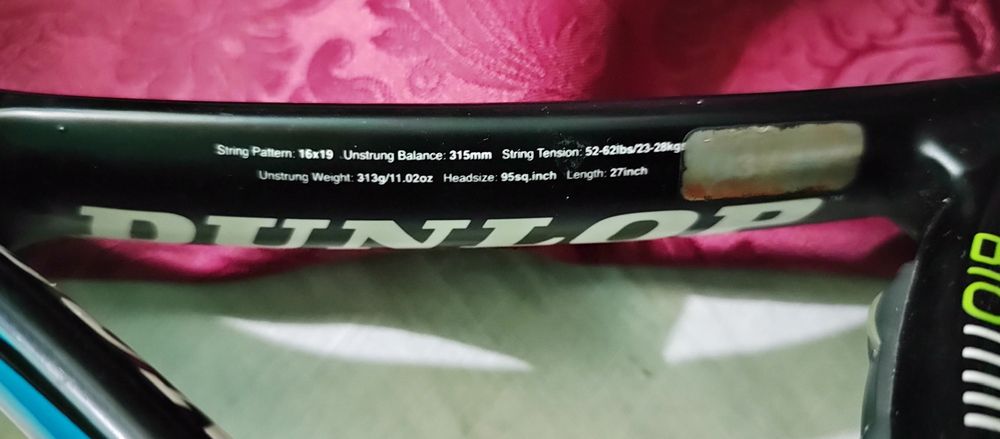 String Pattern: 16x19 Unstrung Balance: 315mm String Tension: 52-62lbs/23-28kgs
Unstrung Weight: 313g/11.02oz Headsize: 95sq.inch Length: 27inch
DUNLOP
BIO